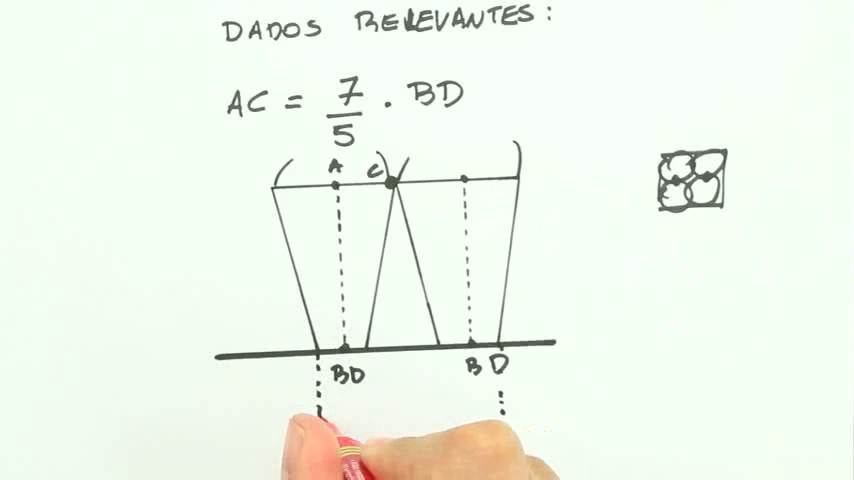 DADOS RELEVANTES:
AC = 7/5 . BD
A C
BD B D